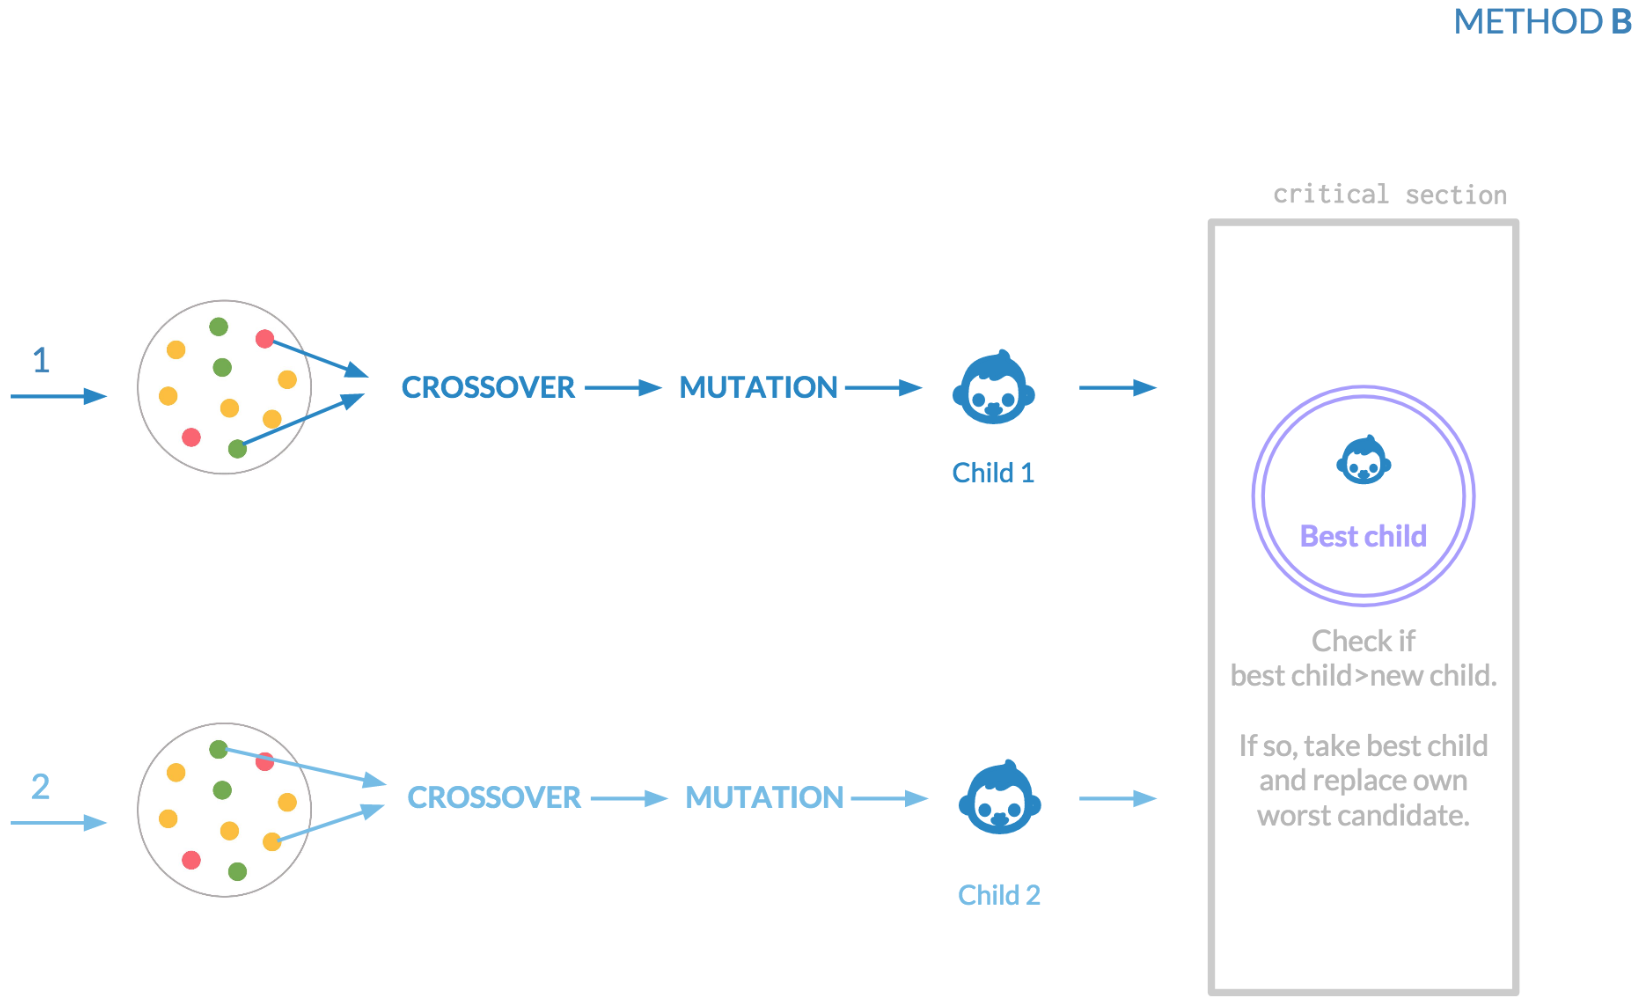 METHOD B
critical section
1
CROSSOVER
MUTATION
Child 1
Best child
Check if
best child>new child.
If so, take best child
and replace own
worst candidate.
2
CROSSOVER
MUTATION
Child 2